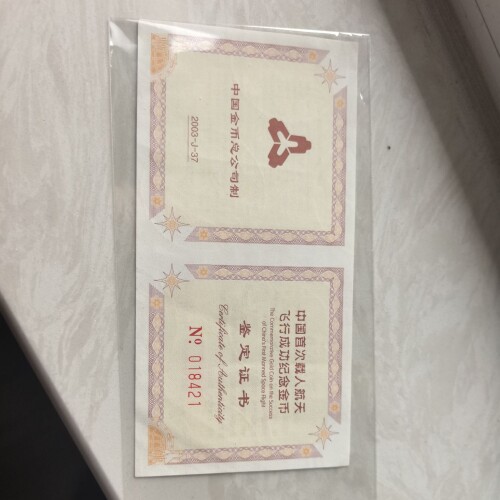 中国金币总公司制
2003-J-37
中国首次载人航天
飞行成功纪念金币
The Commemorative Gold Coin on the Success
of China's First Manned Space Flight
鉴定证书
Certificate of Authenticity
No 018421